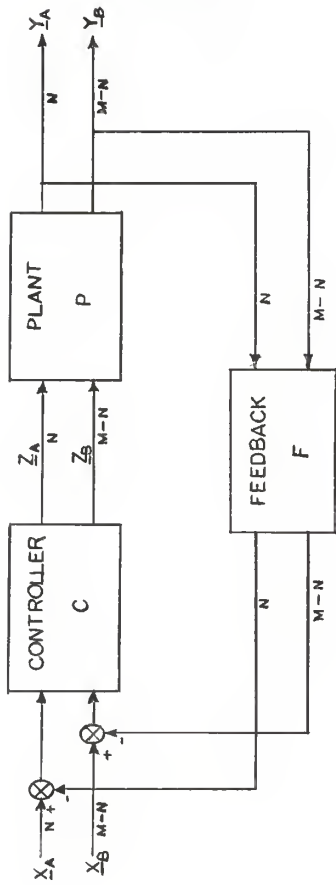 X_A
N
+
-
X_B
M-N
+
-
CONTROLLER
C
Z_A
N
Z_B
M-N
PLANT
P
Y_A
N
Y_B
M-N
N
M-N
FEEDBACK
F
N
M-N